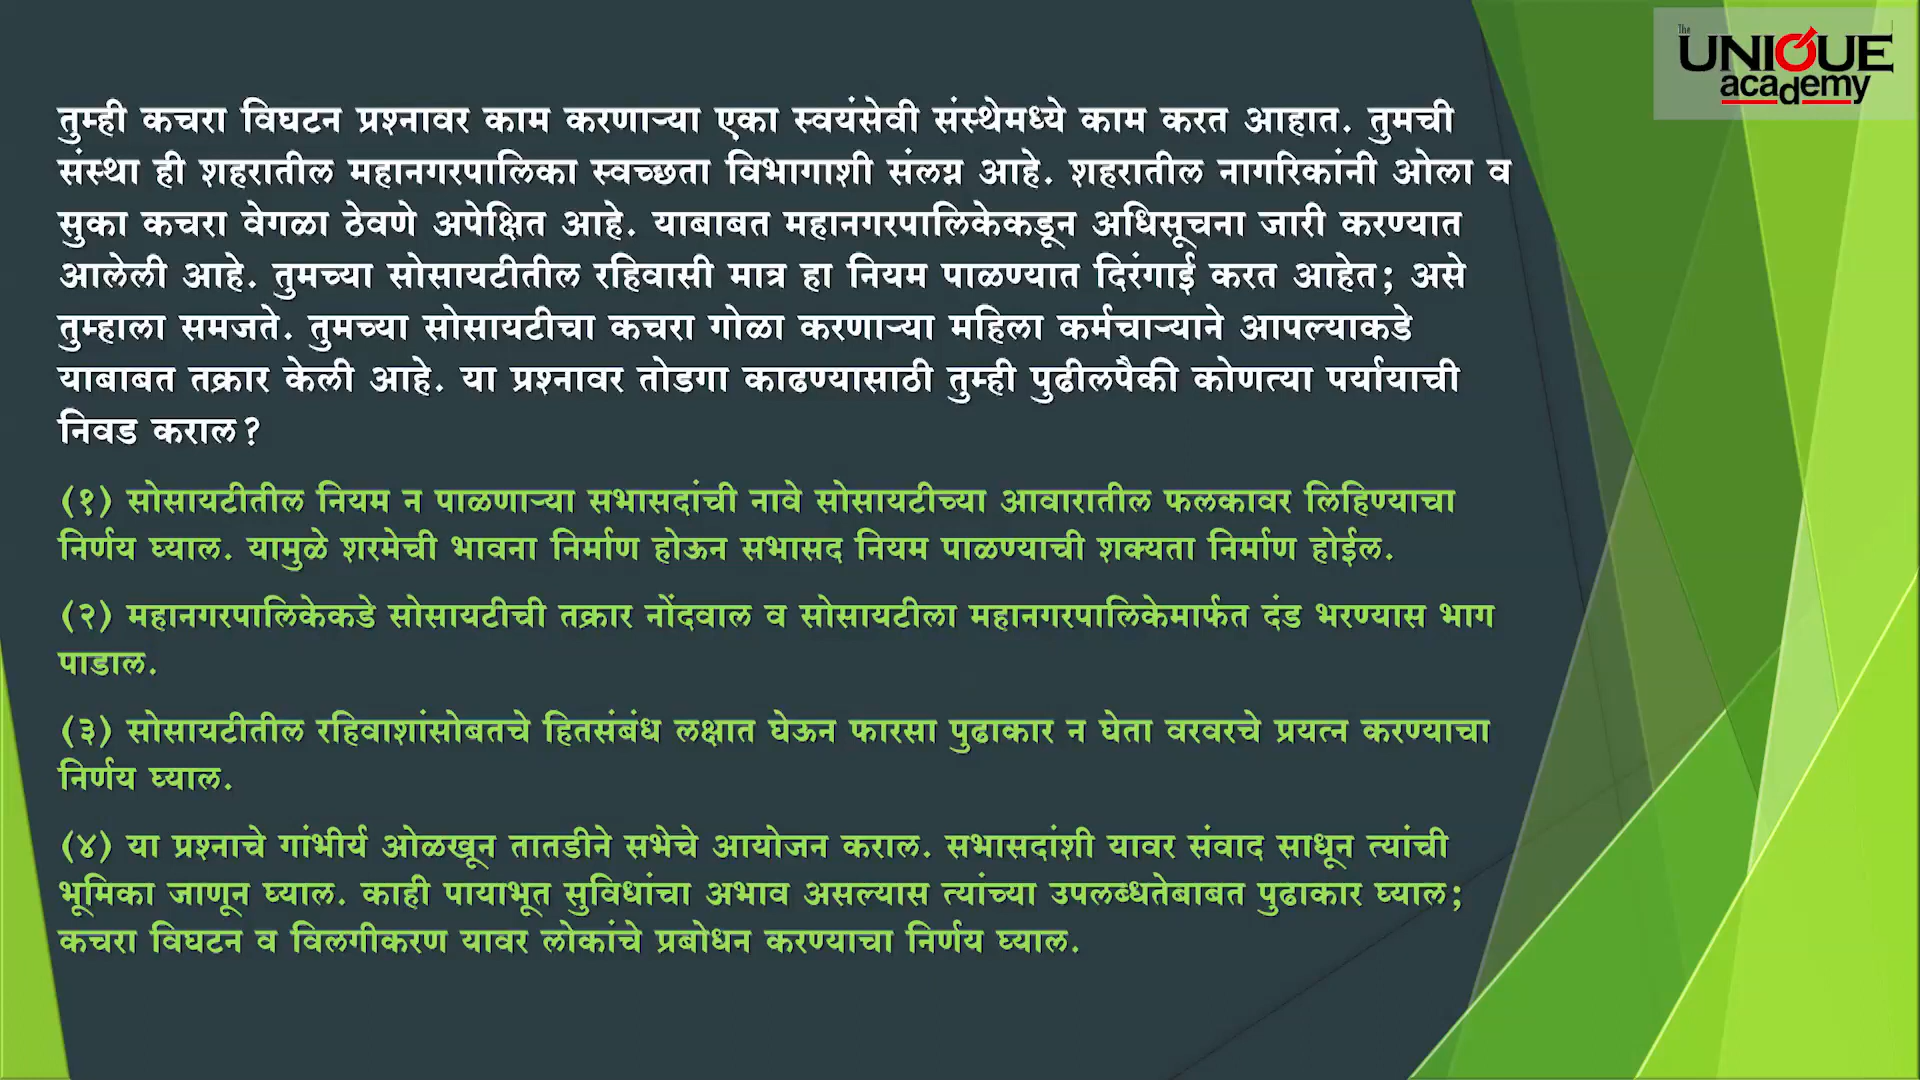 The
UNIQUE
academy
तुम्ही कचरा विघटन प्रश्नावर काम करणाऱ्या एका स्वयंसेवी संस्थेमध्ये काम करत आहात. तुमची
संस्था ही शहरातील महानगरपालिका स्वच्छता विभागाशी संलग्न आहे. शहरातील नागरिकांनी ओला व
सुका कचरा वेगळा ठेवणे अपेक्षित आहे. याबाबत महानगरपालिकेकडून अधिसूचना जारी करण्यात
आलेली आहे. तुमच्या सोसायटीतील रहिवासी मात्र हा नियम पाळण्यात दिरंगाई करत आहेत; असे
तुम्हाला समजते. तुमच्या सोसायटीचा कचरा गोळा करणाऱ्या महिला कर्मचाऱ्याने आपल्याकडे
याबाबत तक्रार केली आहे. या प्रश्नावर तोडगा काढण्यासाठी तुम्ही पुढीलपैकी कोणत्या पर्यायाची
निवड कराल?
(१) सोसायटीतील नियम न पाळणाऱ्या सभासदांची नावे सोसायटीच्या आवारातील फलकावर लिहिण्याचा
निर्णय घ्याल. यामुळे शरमेची भावना निर्माण होऊन सभासद नियम पाळण्याची शक्यता निर्माण होईल.
(२) महानगरपालिकेकडे सोसायटीची तक्रार नोंदवाल व सोसायटीला महानगरपालिकेमार्फत दंड भरण्यास भाग
पाडाल.
(३) सोसायटीतील रहिवाशांसोबतचे हितसंबंध लक्षात घेऊन फारसा पुढाकार न घेता वरवरचे प्रयत्न करण्याचा
निर्णय घ्याल.
(४) या प्रश्नाचे गांभीर्य ओळखून तातडीने सभेचे आयोजन कराल. सभासदांशी यावर संवाद साधून त्यांची
भूमिका जाणून घ्याल. काही पायाभूत सुविधांचा अभाव असल्यास त्यांच्या उपलब्धतेबाबत पुढाकार घ्याल;
कचरा विघटन व विलगीकरण यावर लोकांचे प्रबोधन करण्याचा निर्णय घ्याल.